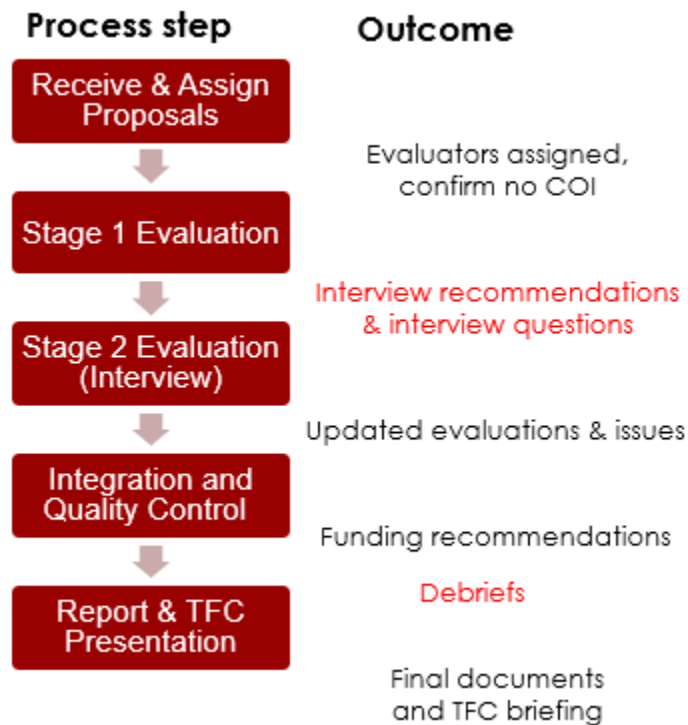 Process step
Outcome
Receive & Assign
Proposals
Evaluators assigned,
confirm no COI
Stage 1 Evaluation
Interview recommendations
& interview questions
Stage 2 Evaluation
(Interview)
Updated evaluations & issues
Integration and
Quality Control
Funding recommendations
Debriefs
Report & TFC
Presentation
Final documents
and TFC briefing